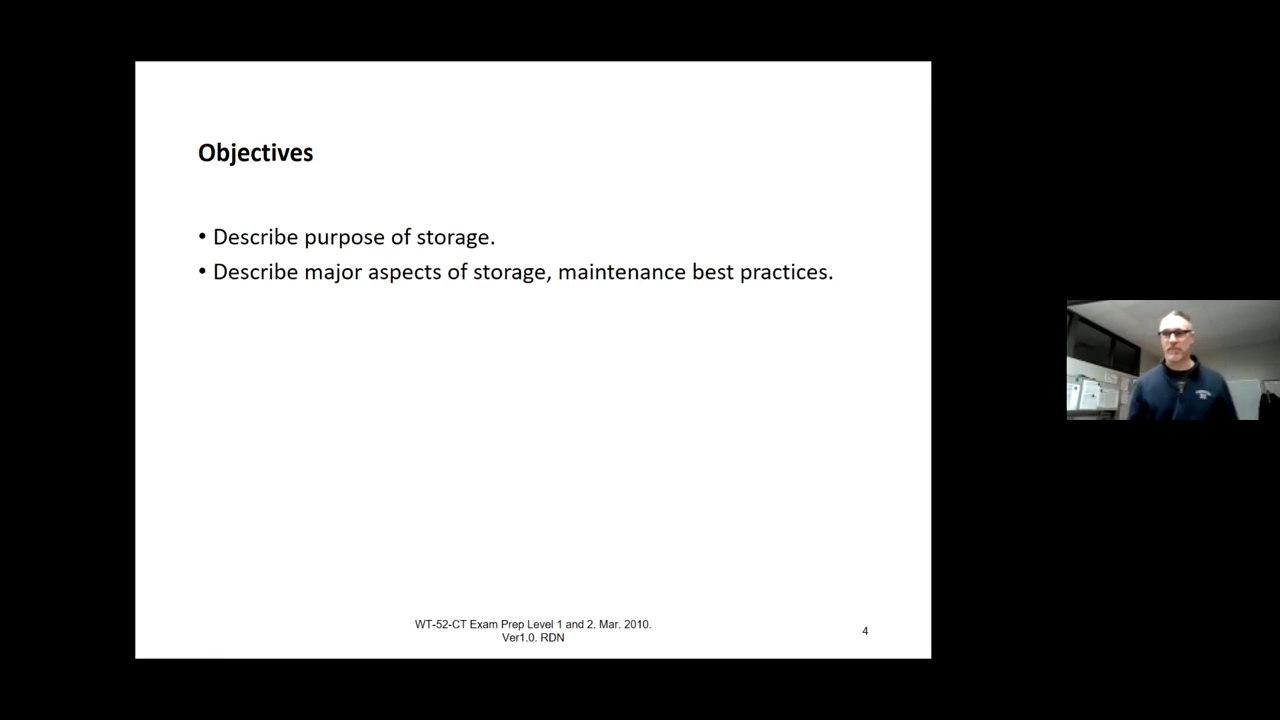 Objectives
• Describe purpose of storage.
• Describe major aspects of storage, maintenance best practices.
WT-52-CT Exam Prep Level 1 and 2. Mar. 2010.
Ver1.0. RDN
4